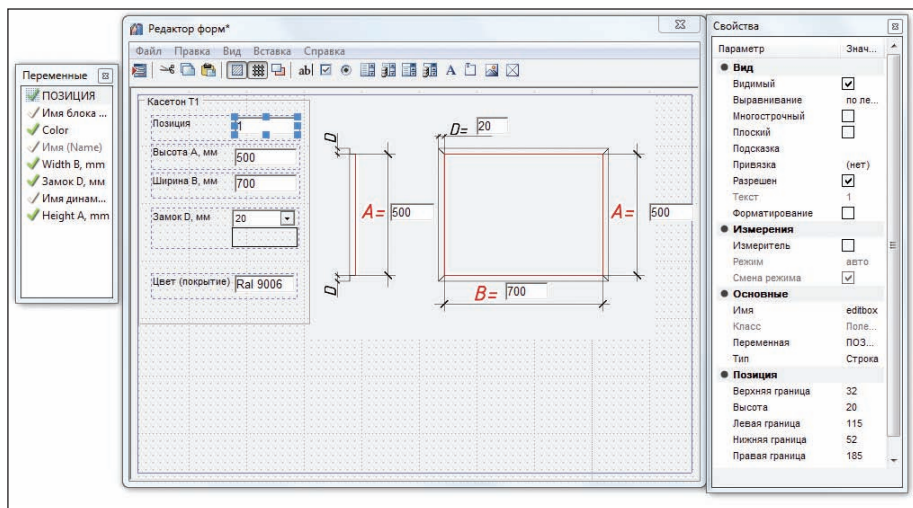 Переменные
ПОЗИЦИЯ
Имя блока ...
Color
Имя (Name)
Width B, mm
Замок D, мм
Имя динам...
Height A, mm
Редактор форм*
Файл Правка Вид Вставка Справка
ab
A
Касетон Т1
Позиция 1
Высота А, мм 500
Ширина В, мм 700
Замок D, мм 20
Цвет (покрытие) Ral 9006
D
D
A= 500
D= 20
A= 500
B= 700
Свойства
Параметр Знач...
Вид
Видимый
Выравнивание по ле...
Многострочный
Плоский
Подсказка
Привязка (нет)
Разрешен
Текст 1
Форматирование
Измерения
Измеритель
Режим авто
Смена режима
Основные
Имя editbox
Класс Поле...
Переменная ПОЗ...
Тип Строка
Позиция
Верхняя граница 32
Высота 20
Левая граница 115
Нижняя граница 52
Правая граница 185